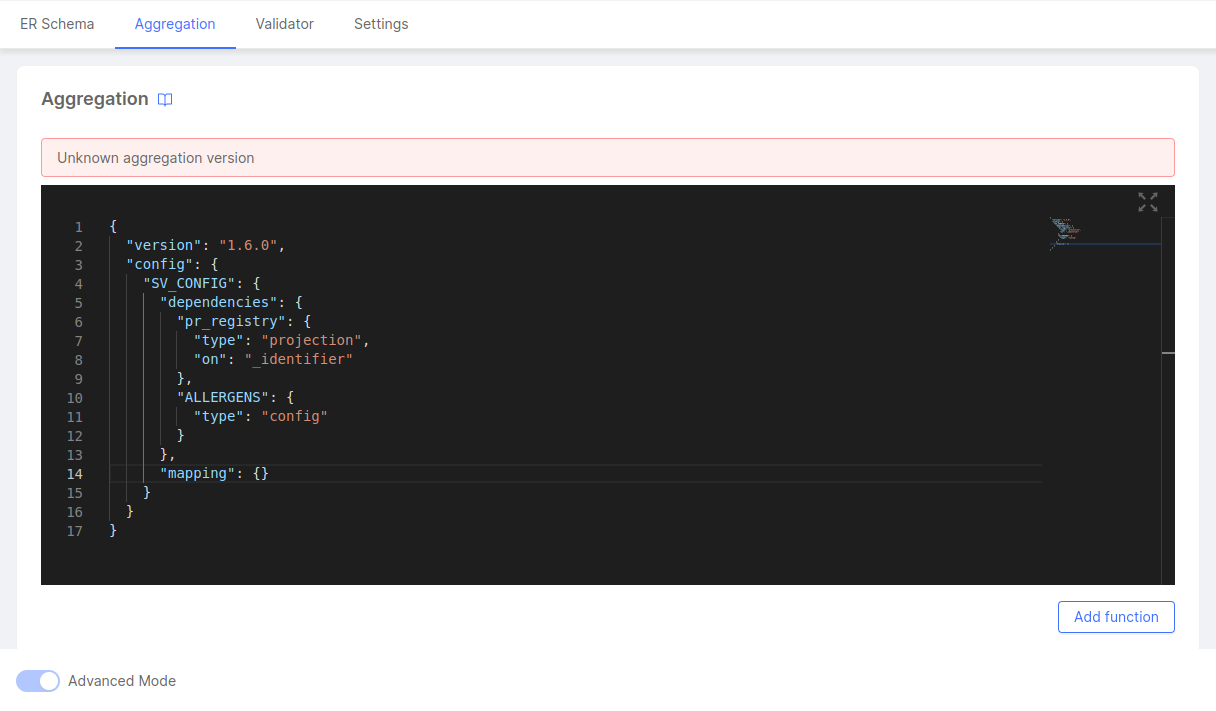 ER Schema Aggregation Validator Settings
Aggregation
Unknown aggregation version
1 {
2 "version": "1.6.0",
3 "config": {
4 "SV_CONFIG": {
5 "dependencies": {
6 "pr_registry": {
7 "type": "projection",
8 "on": "_identifier"
9 },
10 "ALLERGENS": {
11 "type": "config"
12 }
13 },
14 "mapping": {}
15 }
16 }
17 }
Add function
Advanced Mode